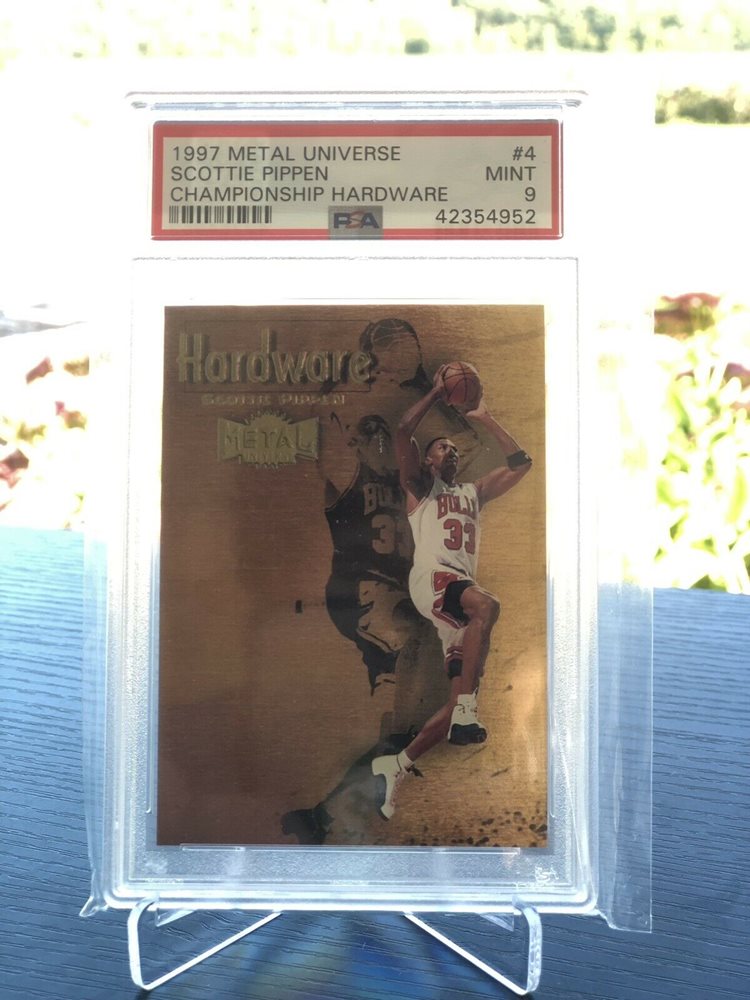 1997 METAL UNIVERSE #4
SCOTTIE PIPPEN MINT
CHAMPIONSHIP HARDWARE 9
PSA 42354952
Hardware
SCOTTIE PIPPEN
METAL
BULLS
33
BULLS
33